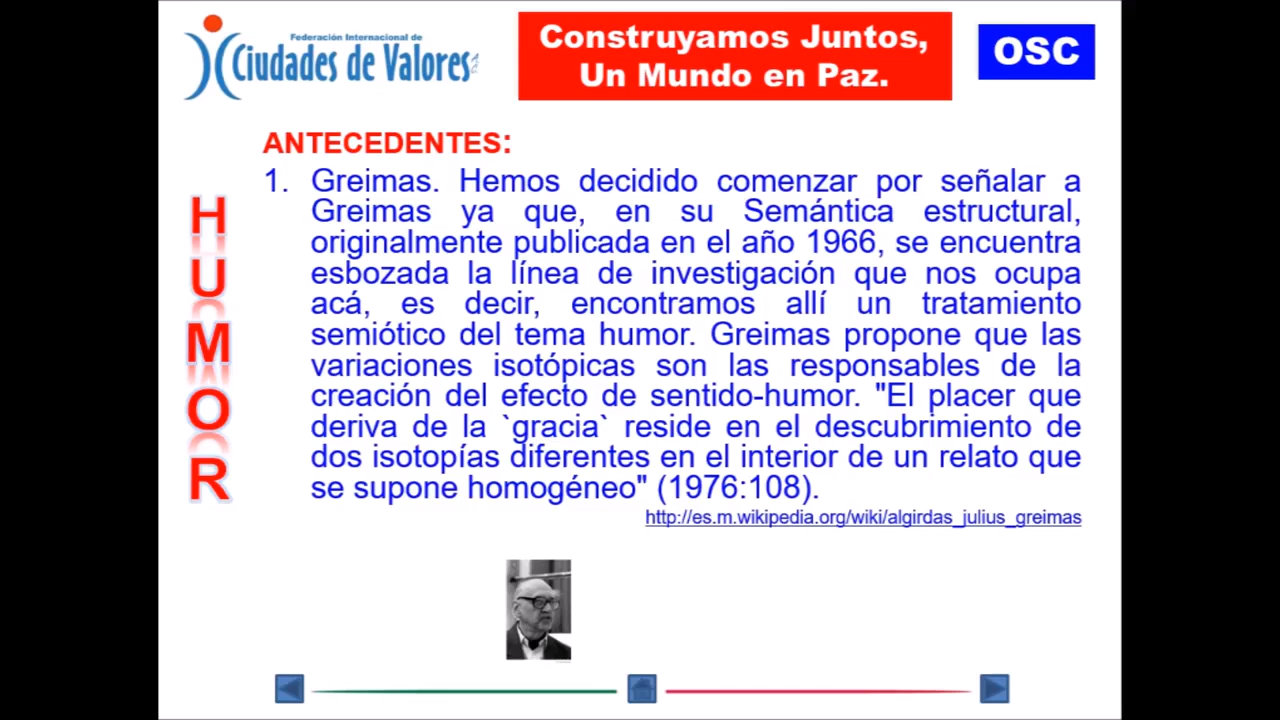 Federación Internacional de
Ciudades de Valores
Construyamos Juntos,
Un Mundo en Paz.
OSC
ANTECEDENTES:
1. Greimas. Hemos decidido comenzar por señalar a
Greimas ya que, en su Semántica estructural,
originalmente publicada en el año 1966, se encuentra
esbozada la línea de investigación que nos ocupa
acá, es decir, encontramos allí un tratamiento
semiótico del tema humor. Greimas propone que las
variaciones isotópicas son las responsables de la
creación del efecto de sentido-humor. "El placer que
deriva de la `gracia` reside en el descubrimiento de
dos isotopías diferentes en el interior de un relato que
se supone homogéneo" (1976:108).
http://es.m.wikipedia.org/wiki/algirdas_julius_greimas
H
U
M
O
R